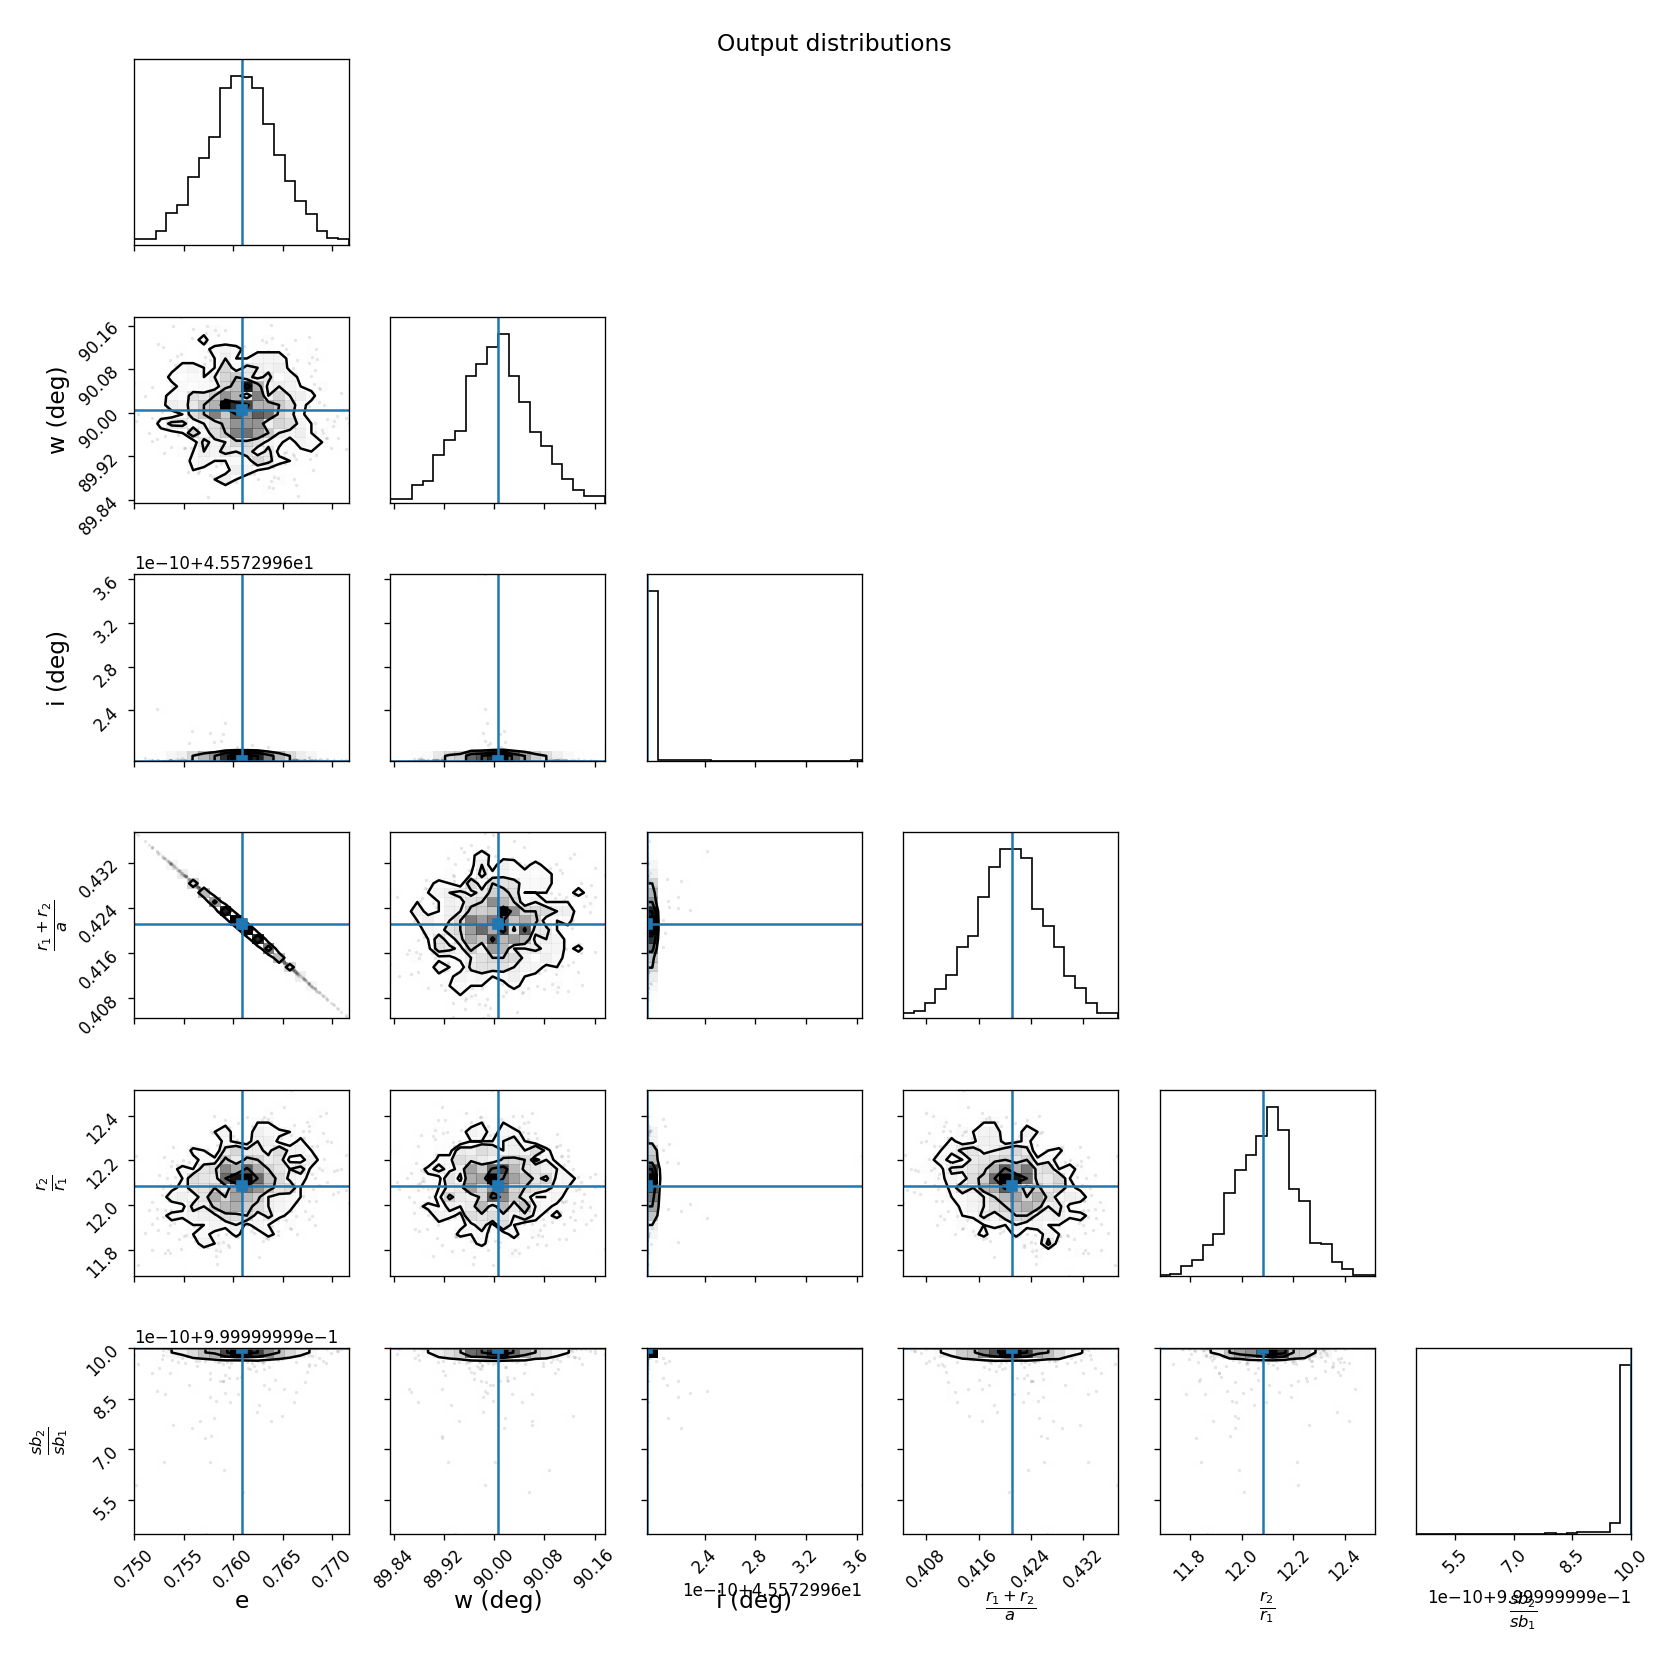 Output distributions
90.16
90.08
90.00
89.92
89.84
w (deg)
1e−10+4.5572996e1
3.6
3.2
2.8
2.4
i (deg)
0.432
0.424
0.416
0.408
r₁ + r₂
a
12.4
12.2
12.0
11.8
r₂
r₁
1e−10+9.99999999e−1
10.0
8.5
7.0
5.5
sb₂
sb₁
0.750 0.755 0.760 0.765 0.770
e
89.84 89.92 90.00 90.08 90.16
w (deg)
2.4 2.8 3.2 3.6
1e−10+4.5572996e1
i (deg)
0.408 0.416 0.424 0.432
r₁ + r₂
a
11.8 12.0 12.2 12.4
r₂
r₁
5.5 7.0 8.5 10.0
1e−10+9.99999999e−1
sb₂
sb₁